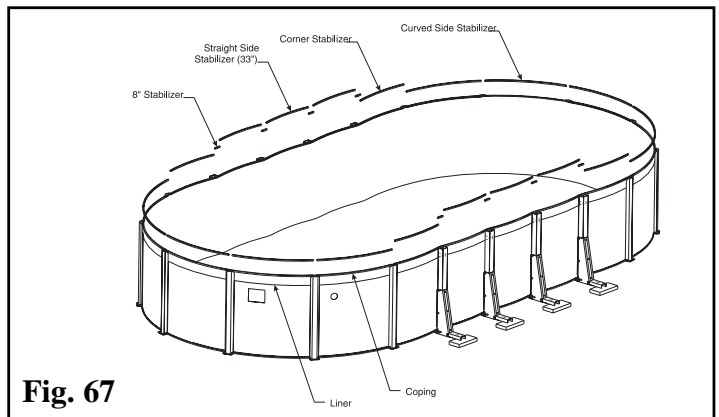 Curved Side Stabilizer
Corner Stabilizer
Straight Side
Stabilizer (33")
8" Stabilizer
Fig. 67
Liner
Coping